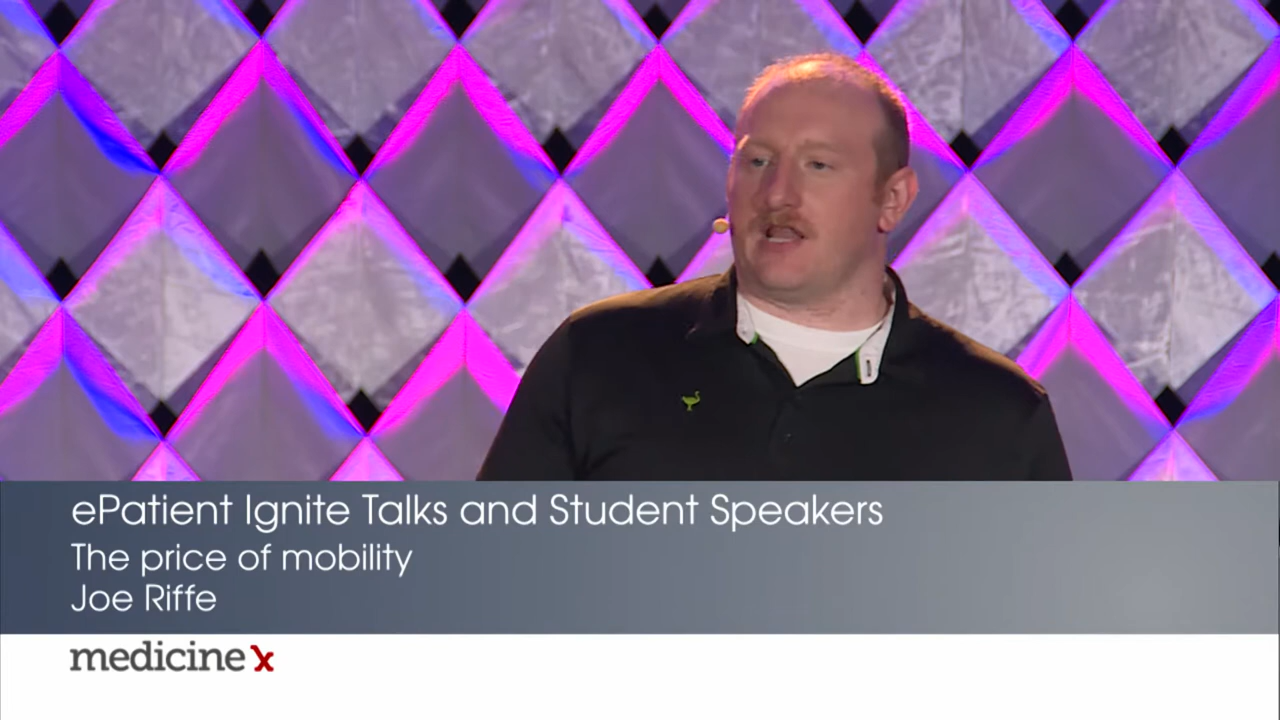 ePatient Ignite Talks and Student Speakers
The price of mobility
Joe Riffe
medicine x